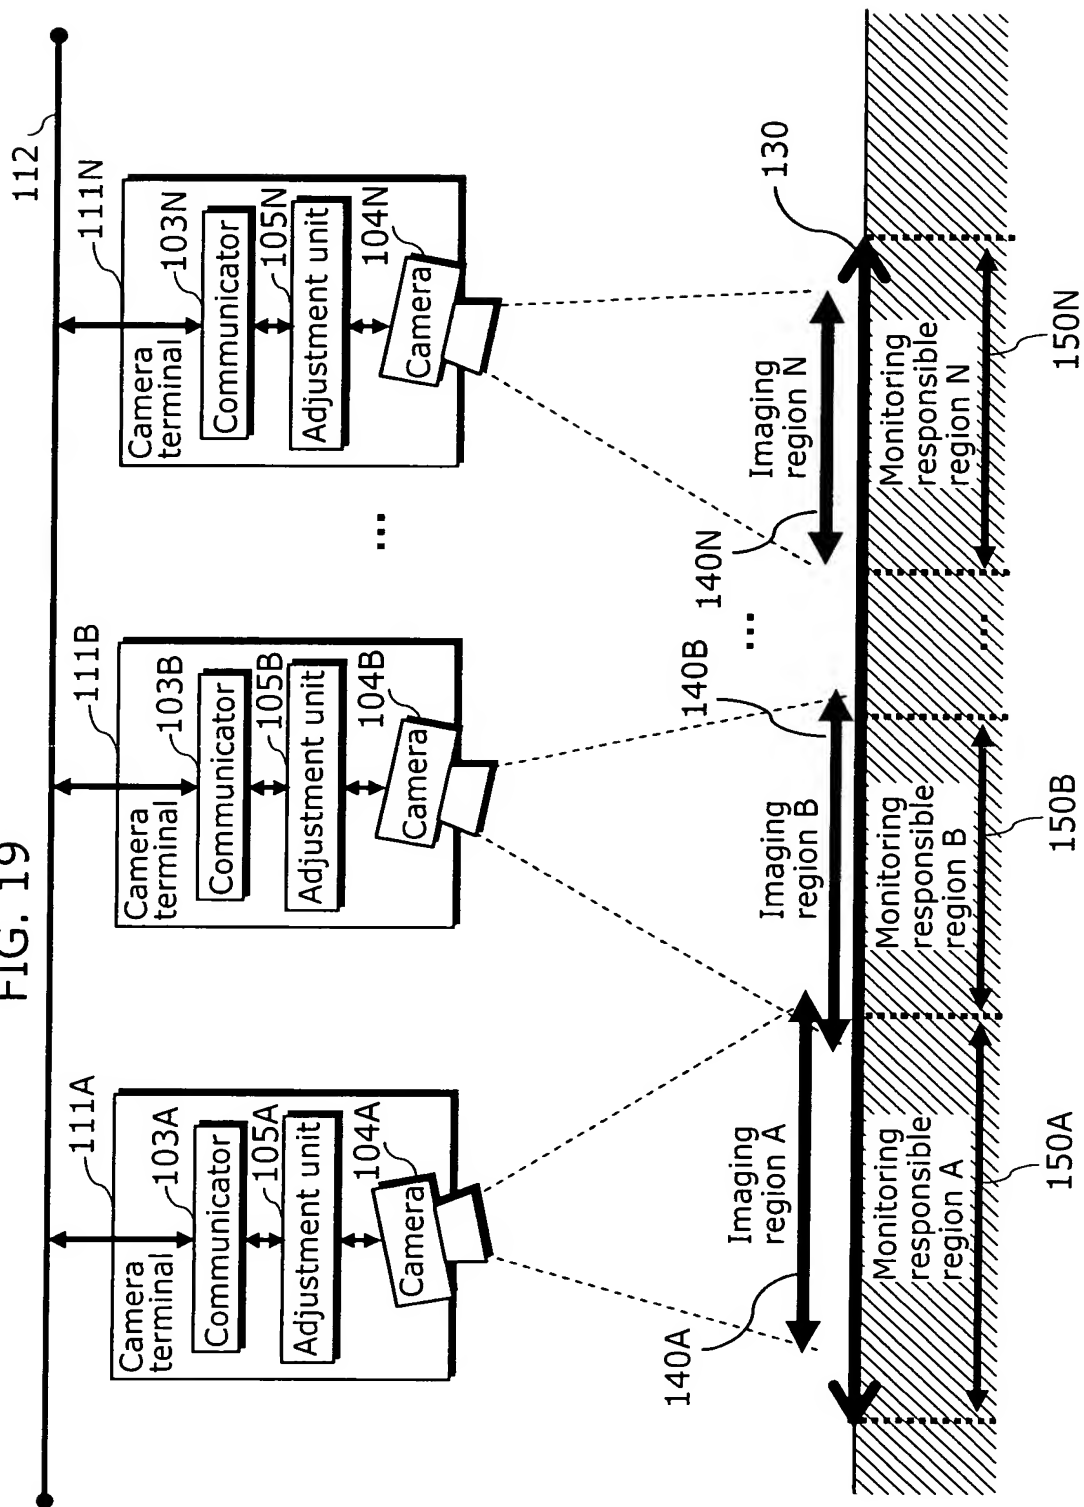 FIG. 19
112
111A
Camera
terminal
103A
Communicator
105A
Adjustment unit
104A
Camera
111B
Camera
terminal
103B
Communicator
105B
Adjustment unit
104B
Camera
...
111N
Camera
terminal
103N
Communicator
105N
Adjustment unit
104N
Camera
140A
Imaging
region A
Imaging
region B
140B
...
140N
Imaging
region N
130
Monitoring
responsible
region A
150A
Monitoring
responsible
region B
150B
...
Monitoring
responsible
region N
150N